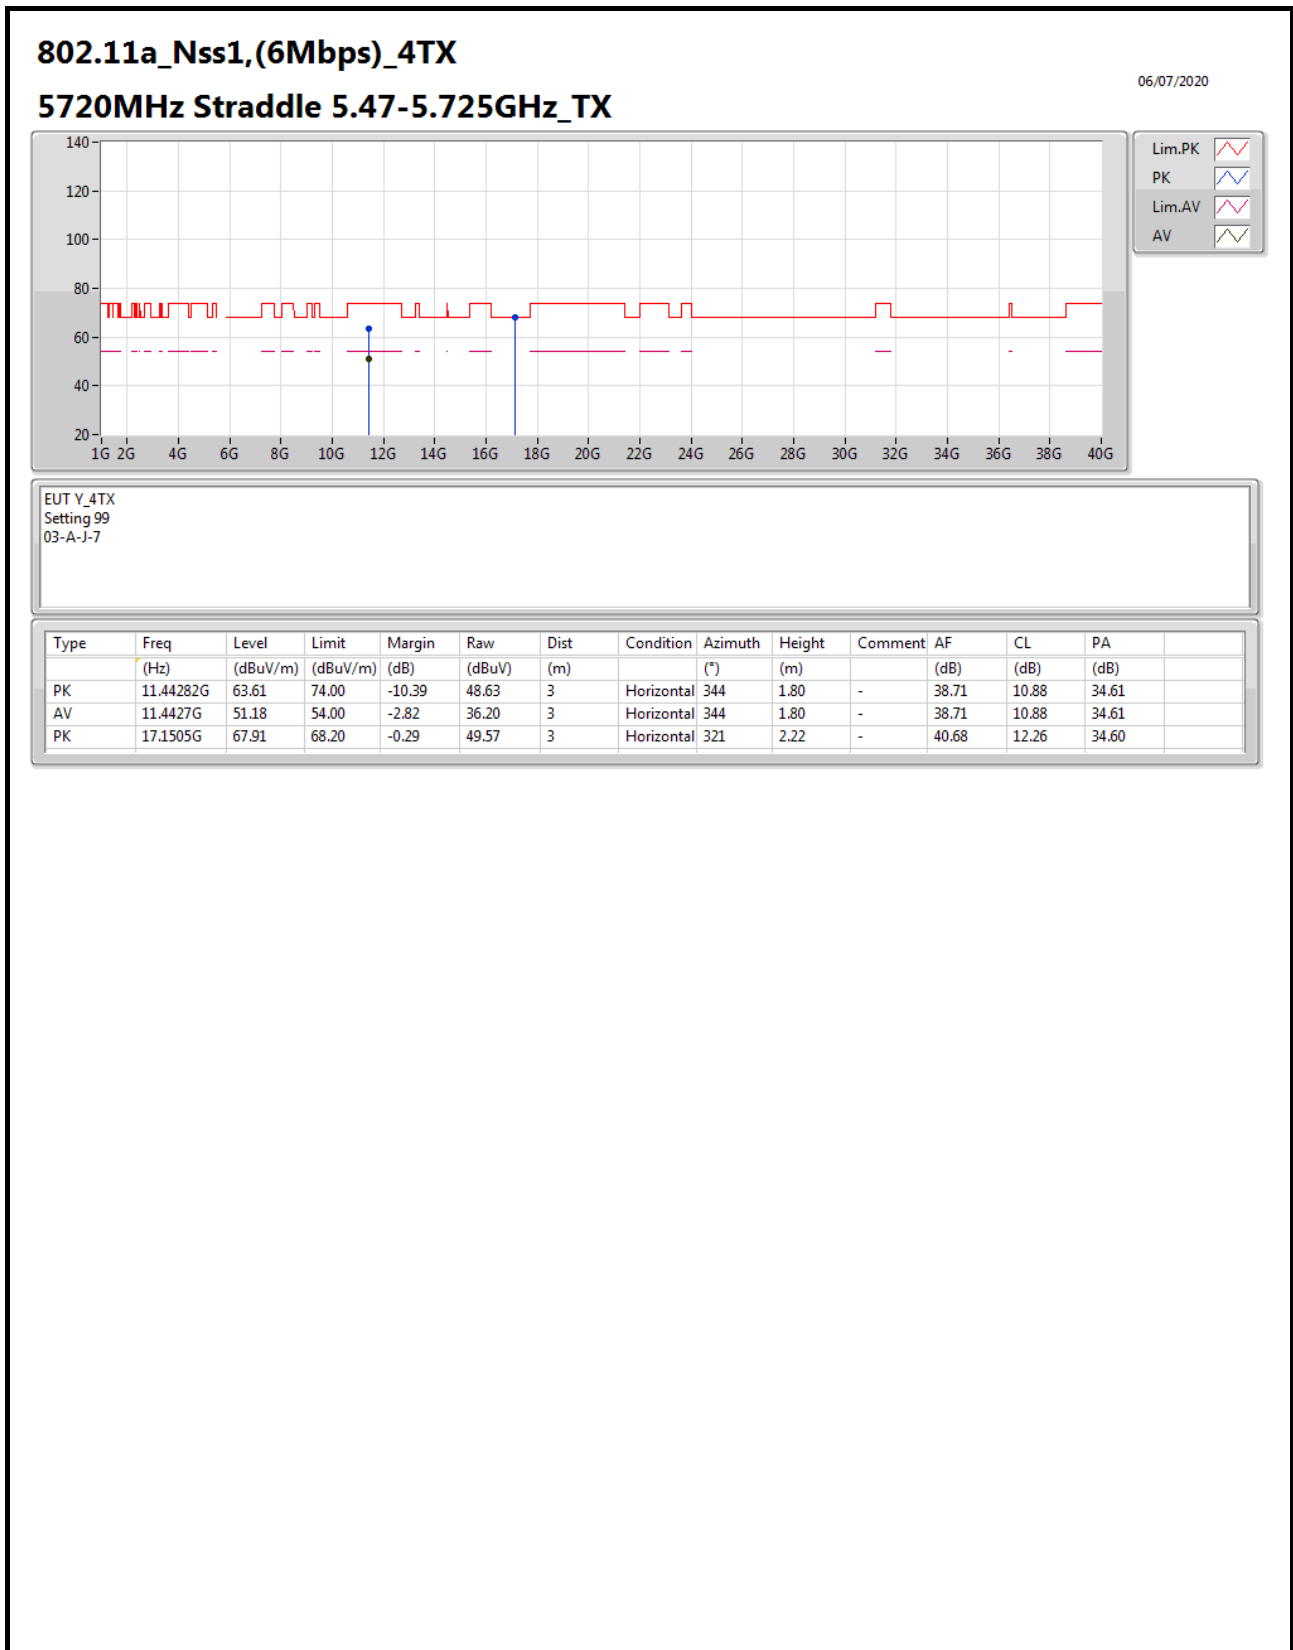 802.11a_Nss1,(6Mbps)_4TX
06/07/2020
5720MHz Straddle 5.47-5.725GHz_TX
140
120
100
80
60
40
20
1G 2G 4G 6G 8G 10G 12G 14G 16G 18G 20G 22G 24G 26G 28G 30G 32G 34G 36G 38G 40G
Lim.PK
PK
Lim.AV
AV
EUT Y_4TX
Setting 99
03-A-J-7
Type Freq Level Limit Margin Raw Dist Condition Azimuth Height Comment AF CL PA
(Hz) (dBuV/m) (dBuV/m) (dB) (dBuV) (m) (°) (m) (dB) (dB) (dB)
PK 11.44282G 63.61 74.00 -10.39 48.63 3 Horizontal 344 1.80 - 38.71 10.88 34.61
AV 11.4427G 51.18 54.00 -2.82 36.20 3 Horizontal 344 1.80 - 38.71 10.88 34.61
PK 17.1505G 67.91 68.20 -0.29 49.57 3 Horizontal 321 2.22 - 40.68 12.26 34.60